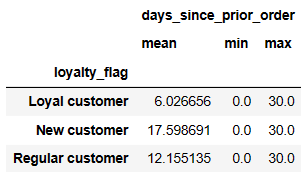 days_since_prior_order
mean min max
loyalty_flag
Loyal customer 6.026656 0.0 30.0
New customer 17.598691 0.0 30.0
Regular customer 12.155135 0.0 30.0